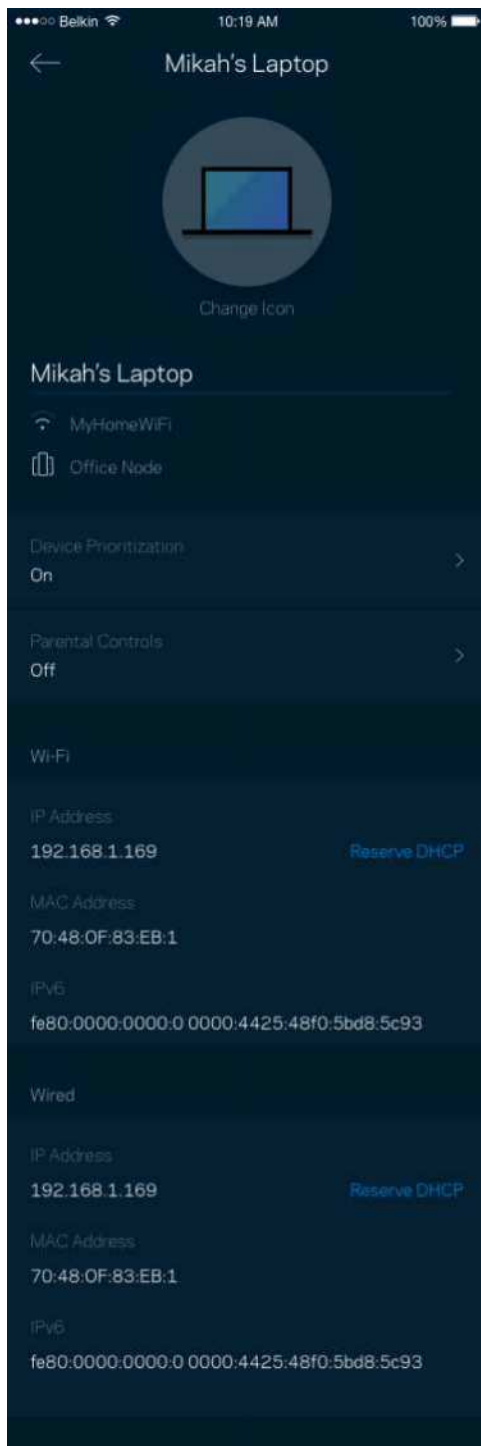 Belkin 10:19 AM 100%
Mikah's Laptop
Change Icon
Mikah's Laptop
MyHomeWiFi
Office Node
Device Prioritization
On
Parental Controls
Off
Wi-Fi
IP Address
192.168.1.169 Reserve DHCP
MAC Address
70:48:0F:83:EB:1
IPv6
fe80:0000:0000:0 0000:4425:48f0:5bd8:5c93
Wired
IP Address
192.168.1.169 Reserve DHCP
MAC Address
70:48:0F:83:EB:1
IPv6
fe80:0000:0000:0 0000:4425:48f0:5bd8:5c93